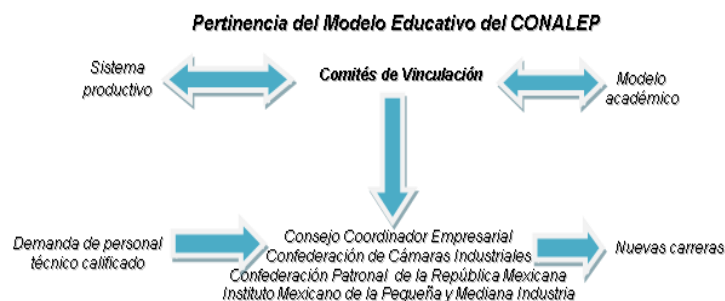 Pertinencia del Modelo Educativo del CONALEP
Sistema
productivo
Comités de Vinculación
Modelo
académico
Demanda de personal
técnico calificado
Consejo Coordinador Empresarial
Confederación de Cámaras Industriales
Confederación Patronal de la República Mexicana
Instituto Mexicano de la Pequeña y Mediana Industria
Nuevas carreras